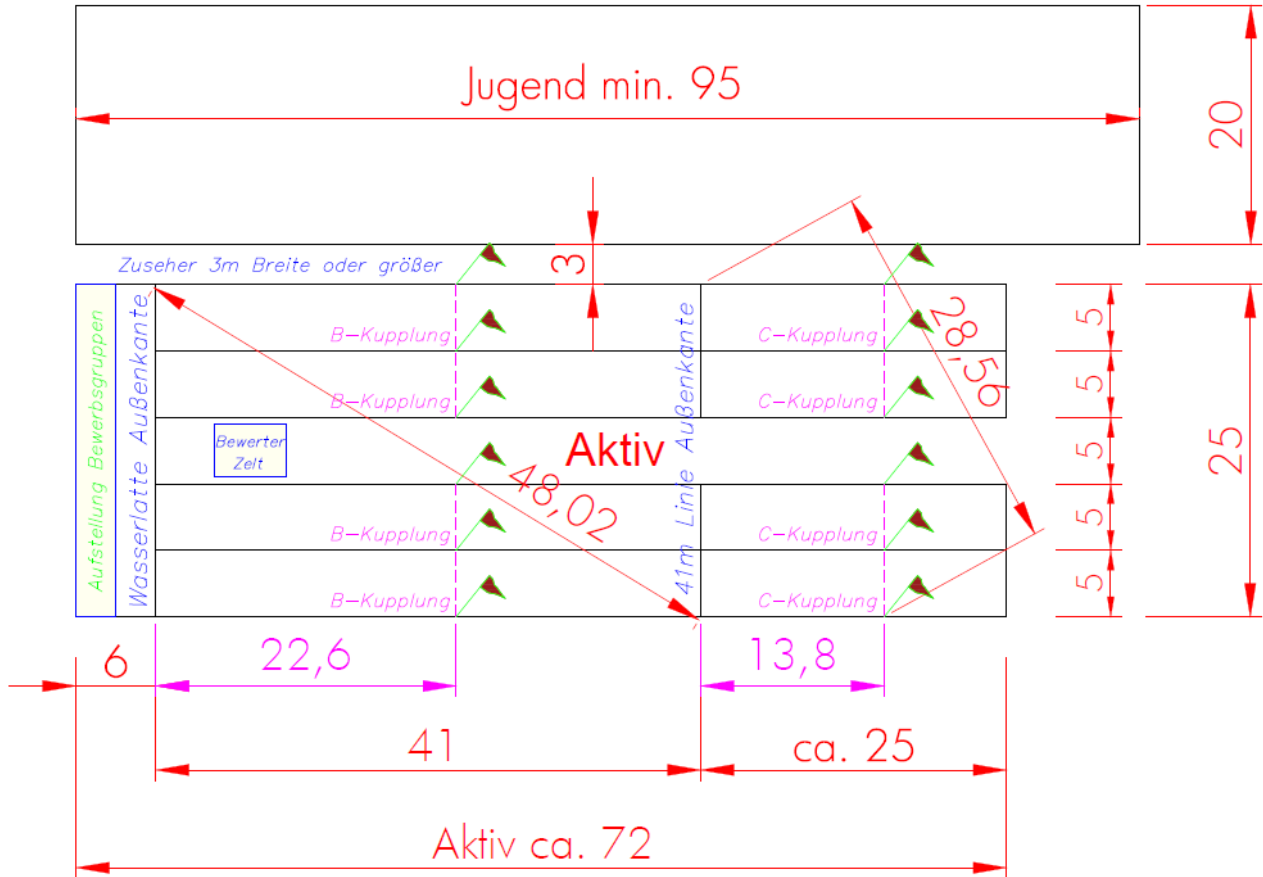 Jugend min. 95
20
Zuseher 3m Breite oder größer
3
28,56
Aufstellung Bewerbsgruppen
Wasserlatte Außenkante
B-Kupplung
41m Linie Außenkante
C-Kupplung
5
B-Kupplung
C-Kupplung
5
Bewerter
Zelt
Aktiv
48,02
5
25
B-Kupplung
C-Kupplung
5
B-Kupplung
C-Kupplung
5
6
22,6
13,8
41
ca. 25
Aktiv ca. 72